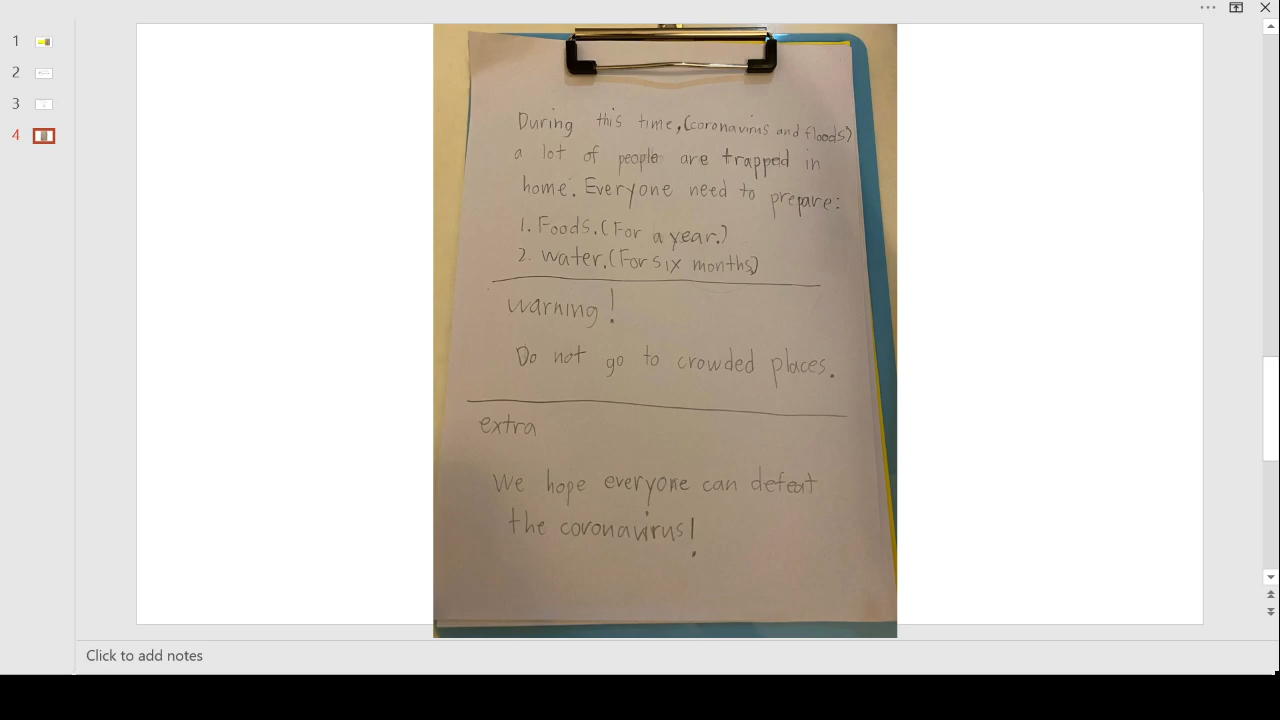 1
2
3
4
During this time, (coronavirus and floods)
a lot of people are trapped in
home. Everyone need to prepare:
1. Foods. (For a year.)
2. Water. (For six months)
Warning!
Do not go to crowded places.
extra
We hope everyone can defeat
the coronavirus!
Click to add notes